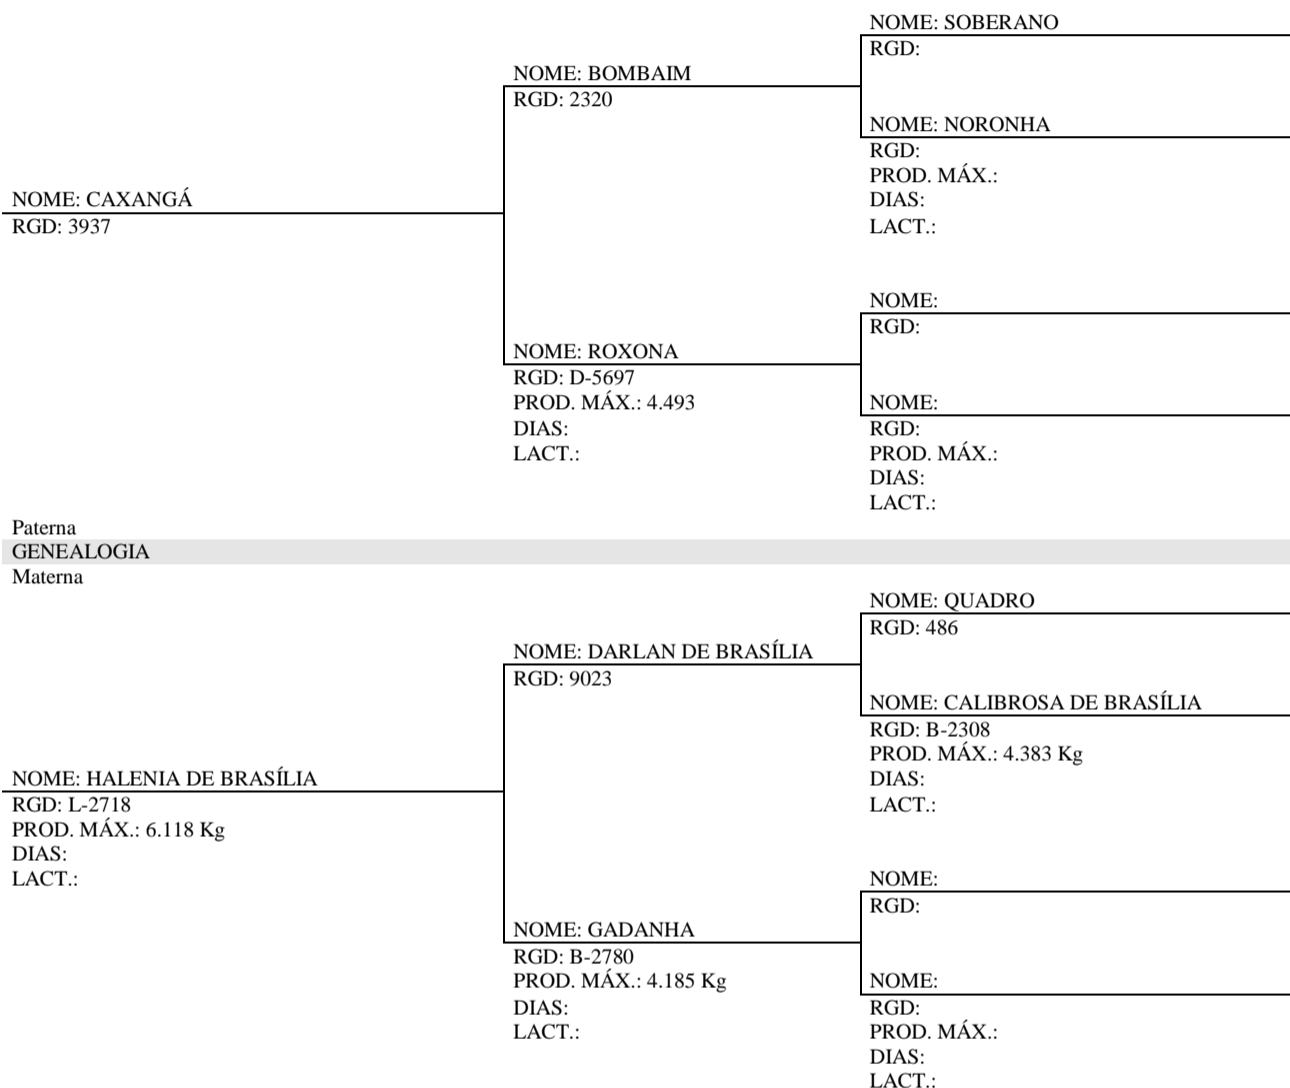 NOME: SOBERANO
RGD:
NOME: BOMBAIM
RGD: 2320
NOME: NORONHA
RGD:
PROD. MÁX.:
DIAS:
LACT.:
NOME: CAXANGÁ
RGD: 3937
NOME:
RGD:
NOME: ROXONA
RGD: D-5697
PROD. MÁX.: 4.493
DIAS:
LACT.:
NOME:
RGD:
PROD. MÁX.:
DIAS:
LACT.:
Paterna
GENEALOGIA
Materna
NOME: QUADRO
RGD: 486
NOME: DARLAN DE BRASÍLIA
RGD: 9023
NOME: CALIBROSA DE BRASÍLIA
RGD: B-2308
PROD. MÁX.: 4.383 Kg
DIAS:
LACT.:
NOME: HALENIA DE BRASÍLIA
RGD: L-2718
PROD. MÁX.: 6.118 Kg
DIAS:
LACT.:
NOME:
RGD:
NOME: GADANHA
RGD: B-2780
PROD. MÁX.: 4.185 Kg
DIAS:
LACT.:
NOME:
RGD:
PROD. MÁX.:
DIAS:
LACT.: